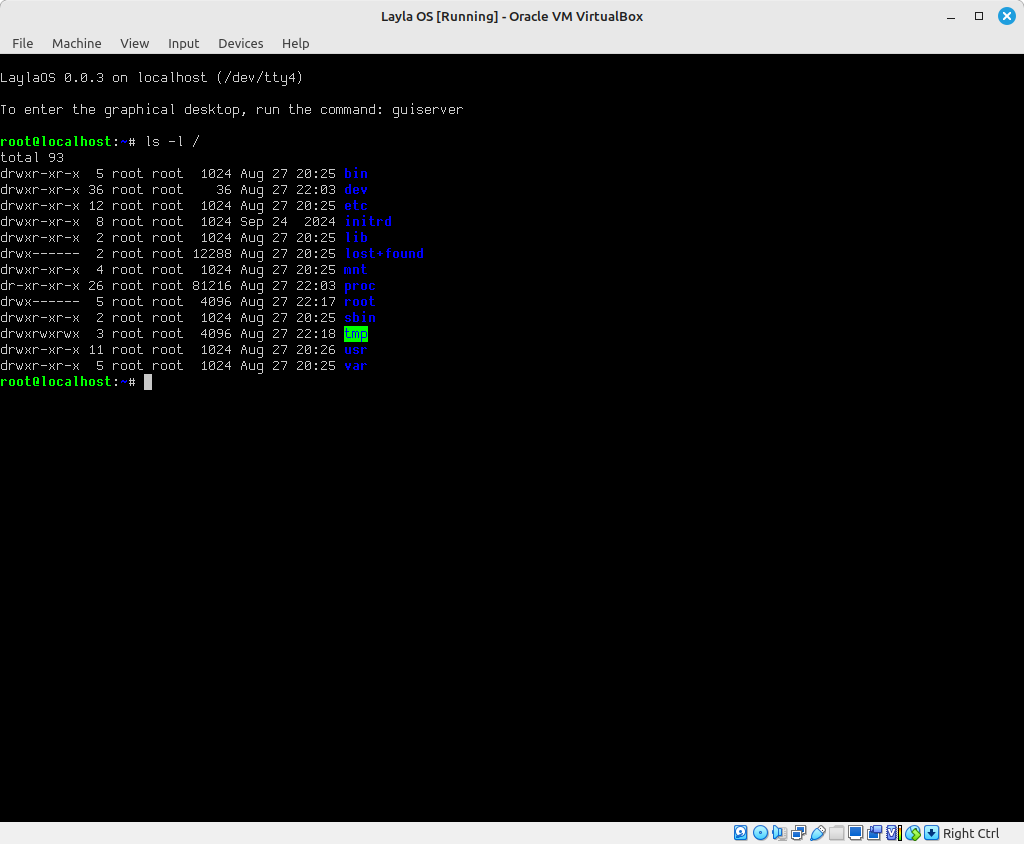 Layla OS [Running] - Oracle VM VirtualBox
File Machine View Input Devices Help
LaylaOS 0.0.3 on localhost (/dev/tty4)
To enter the graphical desktop, run the command: guiserver
root@localhost:~# ls -l /
total 93
drwxr-xr-x  5 root root  1024 Aug 27 20:25 bin
drwxr-xr-x 36 root root    36 Aug 27 22:03 dev
drwxr-xr-x 12 root root  1024 Aug 27 20:25 etc
drwxr-xr-x  8 root root  1024 Sep 24  2024 initrd
drwxr-xr-x  2 root root  1024 Aug 27 20:25 lib
drwx------  2 root root 12288 Aug 27 20:25 lost+found
drwxr-xr-x  4 root root  1024 Aug 27 20:25 mnt
dr-xr-xr-x 26 root root 81216 Aug 27 22:03 proc
drwx------  5 root root  4096 Aug 27 22:17 root
drwxr-xr-x  2 root root  1024 Aug 27 20:25 sbin
drwxrwxrwx  3 root root  4096 Aug 27 22:18 tmp
drwxr-xr-x 11 root root  1024 Aug 27 20:26 usr
drwxr-xr-x  5 root root  1024 Aug 27 20:25 var
root@localhost:~#
Right Ctrl